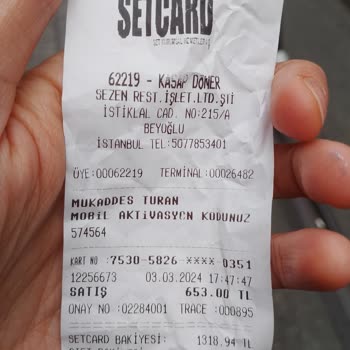 SETCARD
62219 - KASAP DÖNER
SEZEN REST.İŞLET.LTD.ŞTİ
İSTİKLAL CAD. NO:215/A
BEYOĞLU
İSTANBUL TEL:5077853401
ÜYE:00062219 TERMİNAL:00026482
MUKADDES TURAN
MOBİL AKTİVASYON KODUNUZ
574564
KART NO :7530-5826-XXXX-0351
12256673 03.03.2024 17:47:47
SATIŞ 653.00 TL
ONAY NO :02284001 TRACE :000895
SETCARD BAKİYESİ: 1318.94 TL